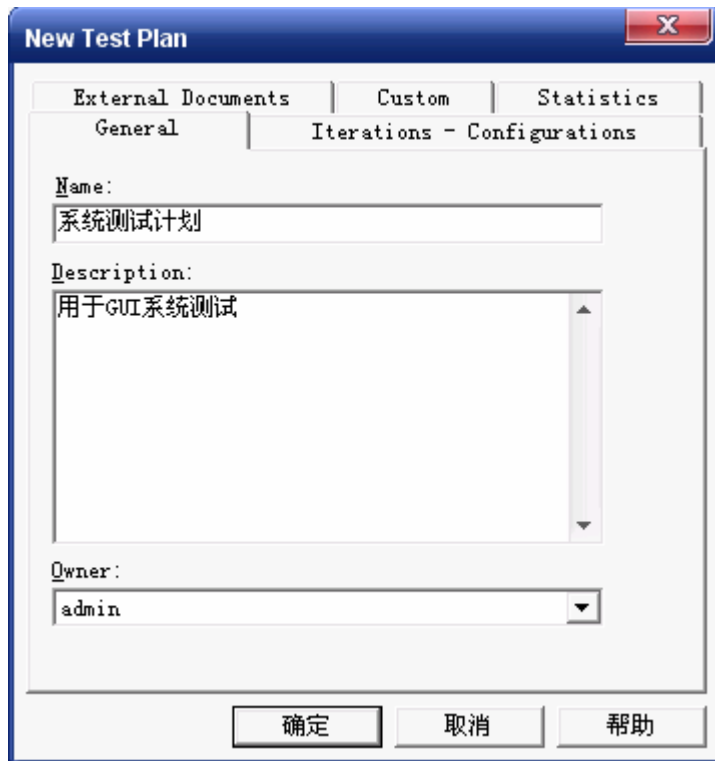 New Test Plan
External Documents
Custom
Statistics
General
Iterations - Configurations
Name:
系统测试计划
Description:
用于GUI系统测试
Owner:
admin
确定
取消
帮助